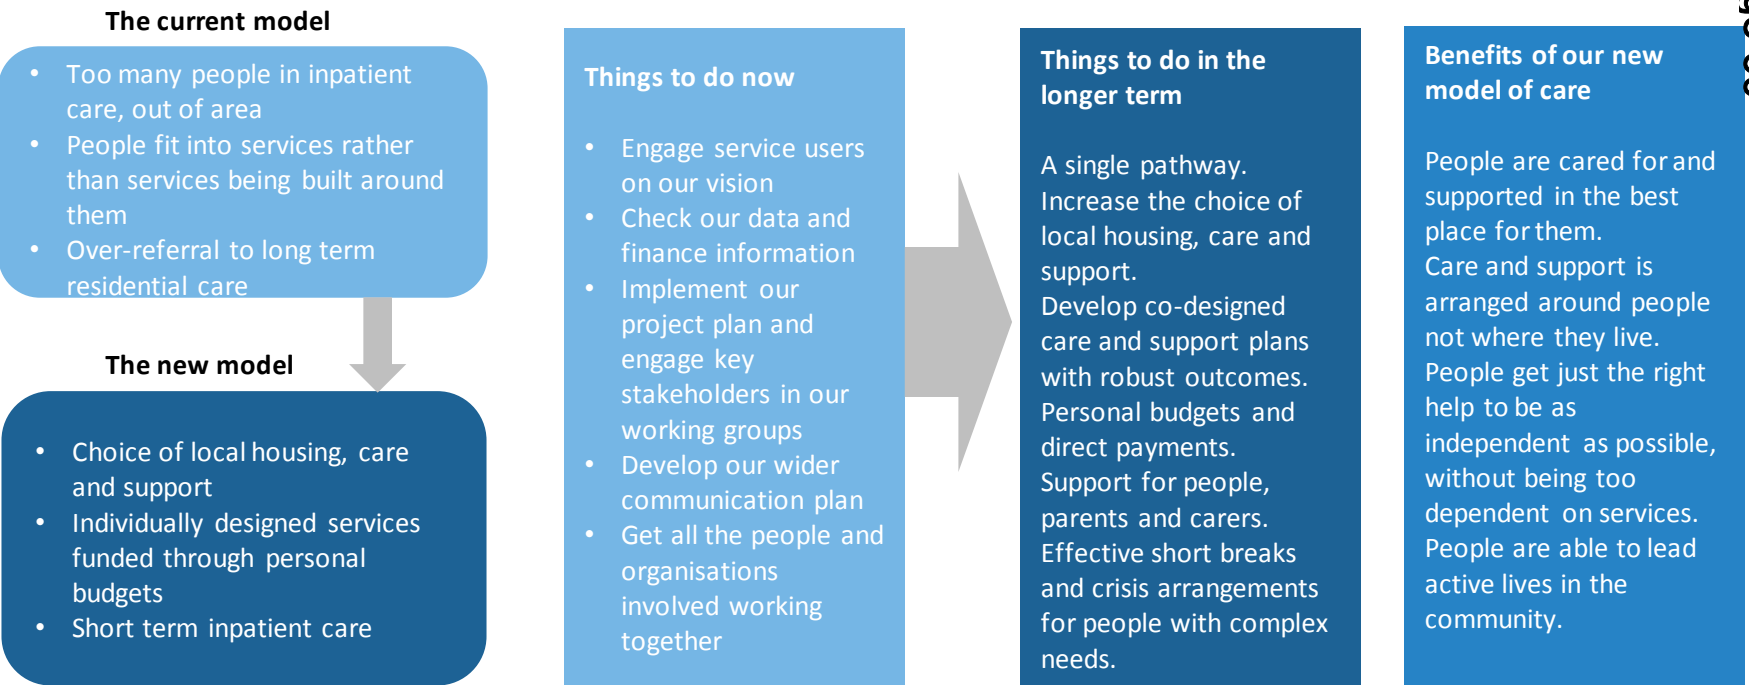 The current model
• Too many people in inpatient
care, out of area
• People fit into services rather
than services being built around
them
• Over-referral to long term
residential care
The new model
• Choice of local housing, care
and support
• Individually designed services
funded through personal
budgets
• Short term inpatient care
Things to do now
• Engage service users
on our vision
• Check our data and
finance information
• Implement our
project plan and
engage key
stakeholders in our
working groups
• Develop our wider
communication plan
• Get all the people and
organisations
involved working
together
Things to do in the
longer term
A single pathway.
Increase the choice of
local housing, care and
support.
Develop co-designed
care and support plans
with robust outcomes.
Personal budgets and
direct payments.
Support for people,
parents and carers.
Effective short breaks
and crisis arrangements
for people with complex
needs.
Benefits of our new
model of care
People are cared for and
supported in the best
place for them.
Care and support is
arranged around people
not where they live.
People get just the right
help to be as
independent as possible,
without being too
dependent on services.
People are able to lead
active lives in the
community.